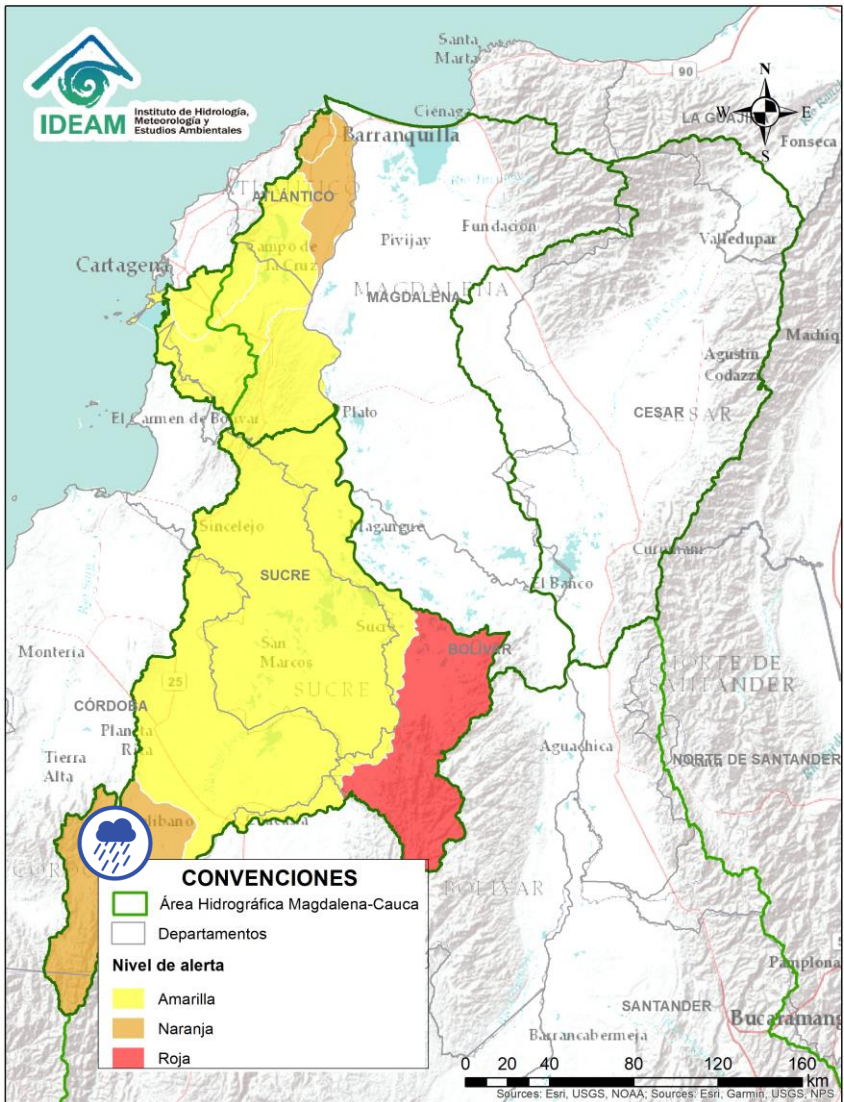 Santa
Marta
90
N
IDEAM
Instituto de Hidrología,
Meteorología y
Estudios Ambientales
Ciénaga
W
E
LA GUAJIRA
S
Barranquilla
Fonseca
ATLÁNTICO
Pivijay
Fundación
Valledupar
Campo de
la Cruz
Cartagena
MAGDALENA
MAGDALENA
Agustín
Codazzi
CESAR
CESAR
El Carmen de Bolívar
Plato
Sincelejo
Magangué
SUCRE
El Banco
Sucre
BOLÍVAR
Montería
San
Marcos
NORTE DE
SANTANDER
25
SUCRE
CÓRDOBA
Planeta
Rica
Aguachica
Tierra
Alta
NORTE DE SANTANDER
CONVENCIONES
Área Hidrográfica Magdalena-Cauca
BOLÍVAR
Departamentos
Nivel de alerta
Pamplona
Amarilla
Naranja
SANTANDER
Bucaramang
Roja
Barrancabermeja
0 20 40 80 120 160
km
Sources: Esri, USGS, NOAA; Sources: Esri, Garmin, USGS, NPS